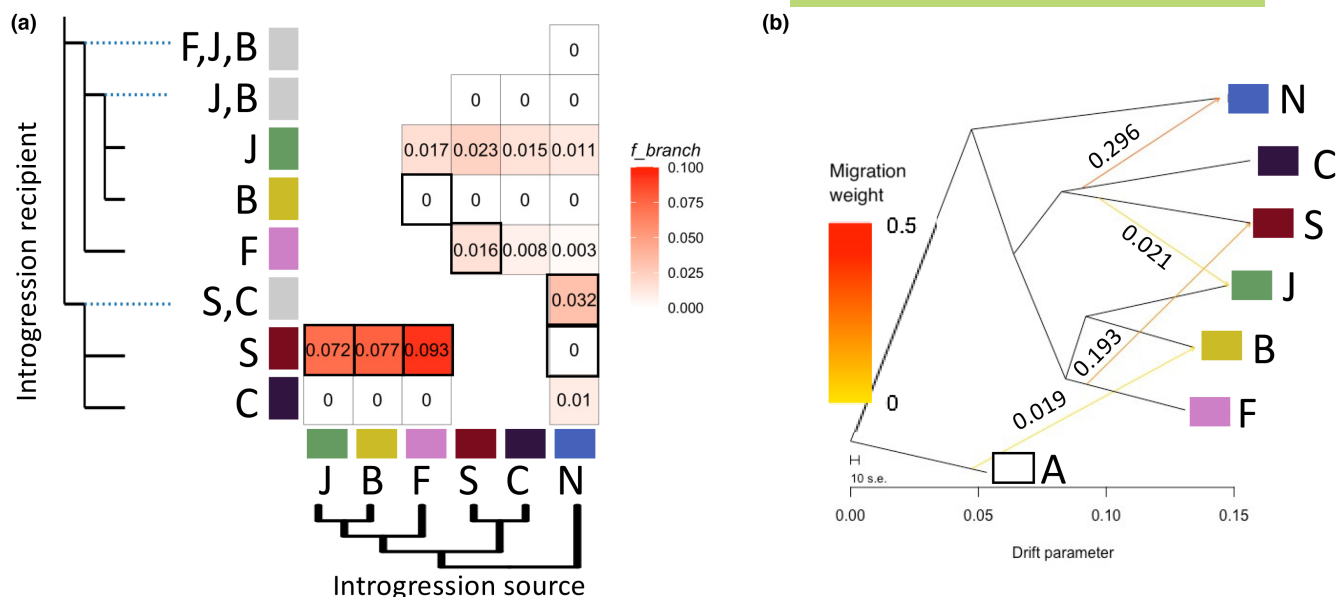 (a)
F,J,B
0
J,B
0 0 0
J
0.017 0.023 0.015 0.011
B
0 0 0 0
F
0.016 0.008 0.003
S,C
0.032
S
0.072 0.077 0.093 0
C
0 0 0 0.01
Introgression recipient
J B F S C N
Introgression source
f_branch
0.100
0.075
0.050
0.025
0.000
(b)
Migration
weight
0.5
0
N
C
S
J
B
F
A
0.296
0.021
0.193
0.019
10 s.e.
0.00 0.05 0.10 0.15
Drift parameter